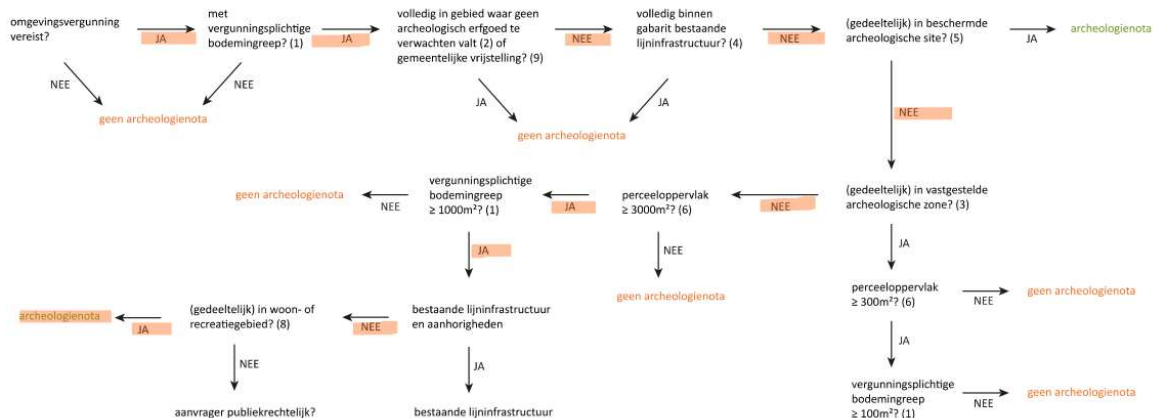 omgevingsvergunning
vereist?
JA
met
vergunningsplichtige
bodemingreep? (1)
JA
volledig in gebied waar geen
archeologisch erfgoed te
verwachten valt (2) of
gemeentelijke vrijstelling? (9)
NEE
volledig binnen
gabarit bestaande
lijninfrastructuur? (4)
NEE
(gedeeltelijk) in beschermde
archeologische site? (5)
JA
archeologienota
NEE
NEE
geen archeologienota
JA
JA
geen archeologienota
NEE
geen archeologienota
NEE
vergunningsplichtige
bodemingreep
≥ 1000m²? (1)
JA
perceeloppervlak
≥ 3000m²? (6)
NEE
(gedeeltelijk) in vastgestelde
archeologische zone? (3)
JA
NEE
JA
geen archeologienota
perceeloppervlak
≥ 300m²? (6)
NEE
geen archeologienota
archeologienota
JA
(gedeeltelijk) in woon- of
recreatiegebied? (8)
NEE
bestaande lijninfrastructuur
en aanhorigheden
JA
NEE
JA
vergunningsplichtige
bodemingreep
≥ 100m²? (1)
NEE
geen archeologienota
aanvrager publiekrechtelijk?
bestaande lijninfrastructuur